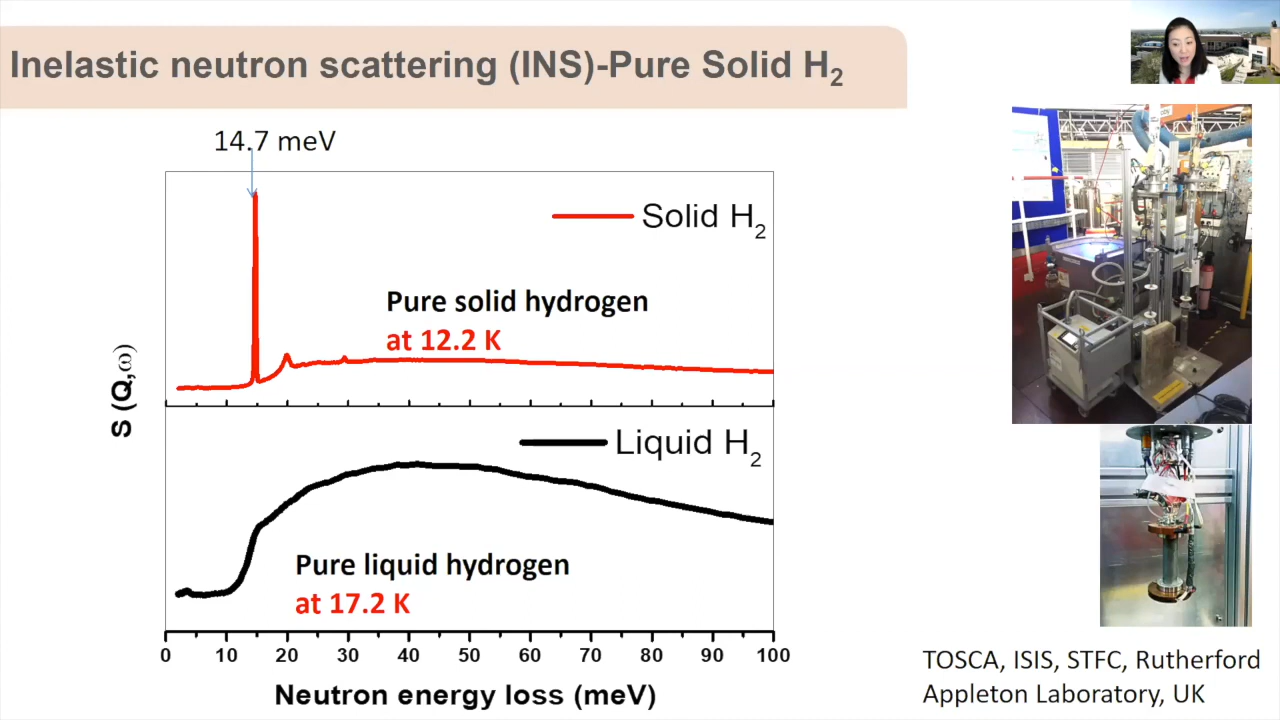 Inelastic neutron scattering (INS)-Pure Solid H₂
14.7 meV
Solid H₂
Pure solid hydrogen
at 12.2 K
S (Q,ω)
Liquid H₂
Pure liquid hydrogen
at 17.2 K
0 10 20 30 40 50 60 70 80 90 100
Neutron energy loss (meV)
TOSCA, ISIS, STFC, Rutherford
Appleton Laboratory, UK